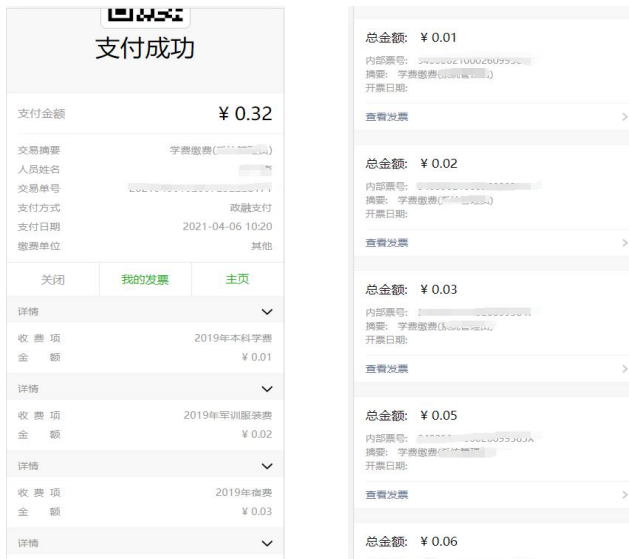 支付成功
支付金额 ¥ 0.32
交易摘要 学费缴费(
人员姓名
交易单号
支付方式 政融支付
支付日期 2021-04-06 10:20
缴费单位 其他
关闭 我的发票 主页
详情
收 费 项 2019年本科学费
金 额 ¥ 0.01
详情
收 费 项 2019年军训服装费
金 额 ¥ 0.02
详情
收 费 项 2019年宿费
金 额 ¥ 0.03
详情
总金额: ¥ 0.01
内部票号:
摘要: 学费缴费(
开票日期:
查看发票
总金额: ¥ 0.02
内部票号:
摘要: 学费缴费(
开票日期:
查看发票
总金额: ¥ 0.03
内部票号:
摘要: 学费缴费(
开票日期:
查看发票
总金额: ¥ 0.05
内部票号:
摘要: 学费缴费(
开票日期:
查看发票
总金额: ¥ 0.06